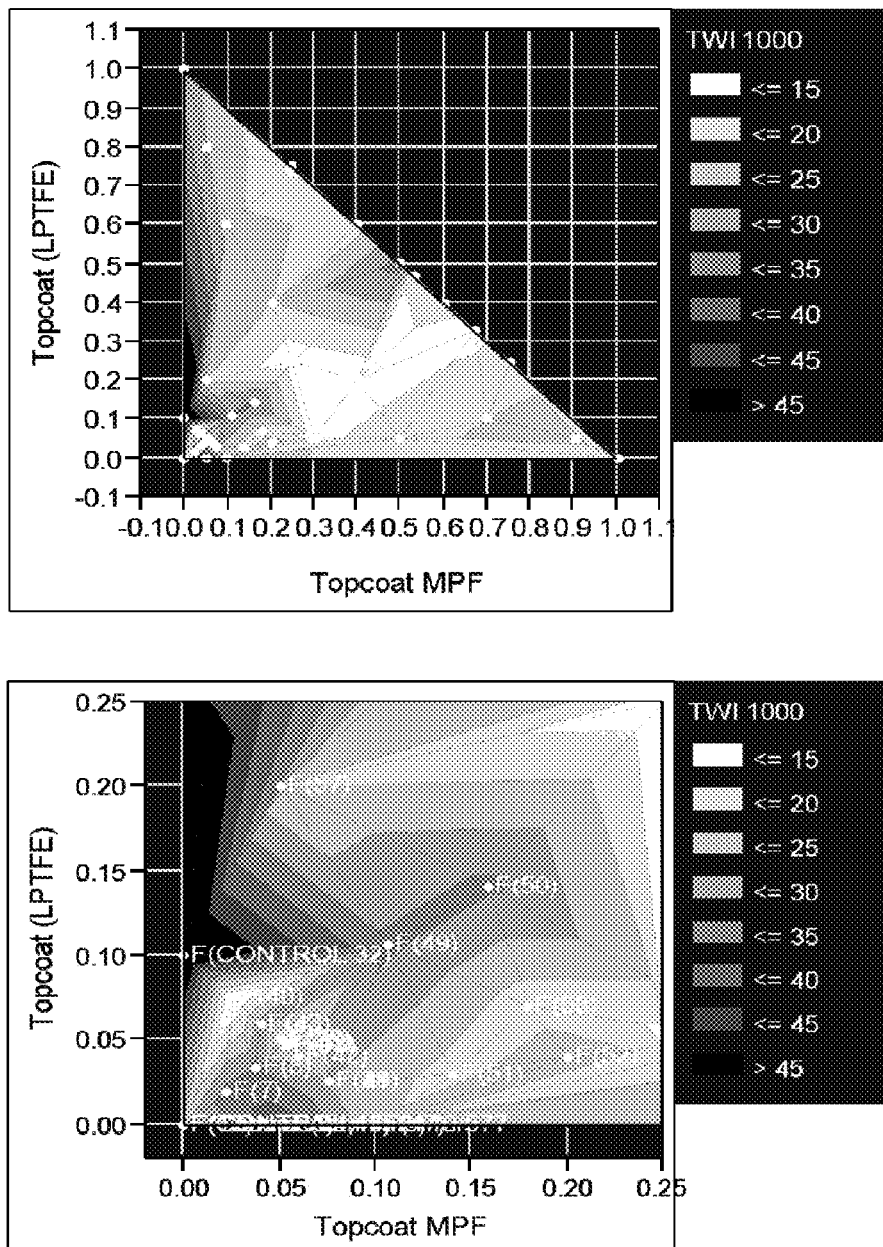 TWI 1000
<= 15
<= 20
<= 25
<= 30
<= 35
<= 40
<= 45
> 45
Topcoat (LPTFE)
1.1
1.0
0.9
0.8
0.7
0.6
0.5
0.4
0.3
0.2
0.1
0.0
-0.1
-0.1 0.0 0.1 0.2 0.3 0.4 0.5 0.6 0.7 0.8 0.9 1.0 1.1
Topcoat MPF
TWI 1000
<= 15
<= 20
<= 25
<= 30
<= 35
<= 40
<= 45
> 45
Topcoat (LPTFE)
0.25
0.20
0.15
0.10
0.05
0.00
F(50)
F(49)
F(CONTROL 32)
F(51)
F(7)
0.00 0.05 0.10 0.15 0.20 0.25
Topcoat MPF